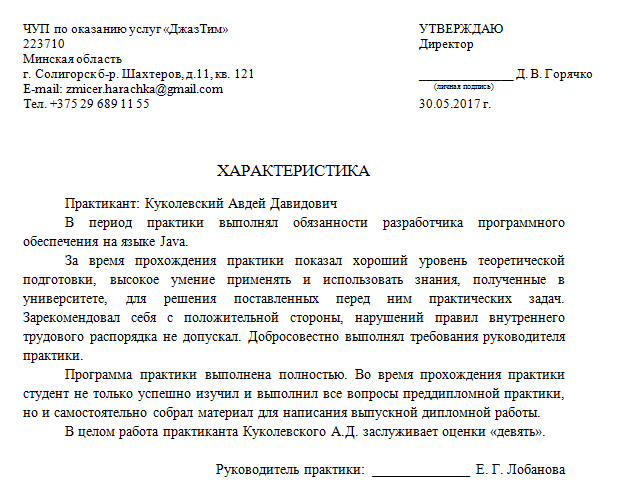 ЧУП по оказанию услуг «ДжазТим»
223710
Минская область
г. Солигорск б-р. Шахтеров, д.11, кв. 121
E-mail: zmicer.harachka@gmail.com
Тел. +375 29 689 11 55
УТВЕРЖДАЮ
Директор
______________ Д. В. Горячко
(личная подпись)
30.05.2017 г.
ХАРАКТЕРИСТИКА
Практикант: Куколевский Авдей Давидович
В период практики выполнял обязанности разработчика программного
обеспечения на языке Java.
За время прохождения практики показал хороший уровень теоретической
подготовки, высокое умение применять и использовать знания, полученные в
университете, для решения поставленных перед ним практических задач.
Зарекомендовал себя с положительной стороны, нарушений правил внутреннего
трудового распорядка не допускал. Добросовестно выполнял требования руководителя
практики.
Программа практики выполнена полностью. Во время прохождения практики
студент не только успешно изучил и выполнил все вопросы преддипломной практики,
но и самостоятельно собрал материал для написания выпускной дипломной работы.
В целом работа практиканта Куколевского А.Д. заслуживает оценки «девять».
Руководитель практики: ______________ Е. Г. Лобанова